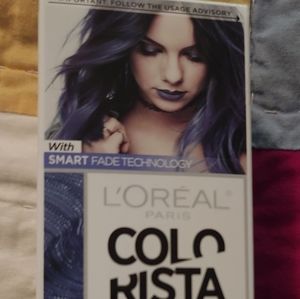 IMPORTANT: FOLLOW THE USAGE ADVISORY
With
SMART FADE TECHNOLOGY
L'ORÉAL
PARIS
COLO
RISTA